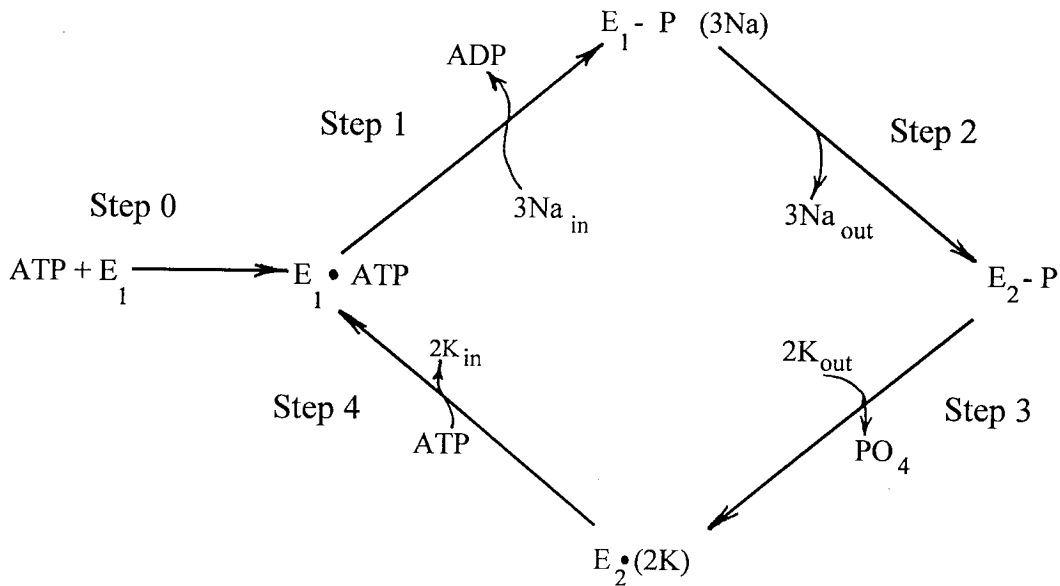 E₁ - P (3Na)
ADP
Step 1
Step 2
3Na in
3Na out
Step 0
ATP + E₁
E₁ • ATP
E₂ - P
2K in
2K out
Step 4
Step 3
ATP
PO₄
E₂•(2K)